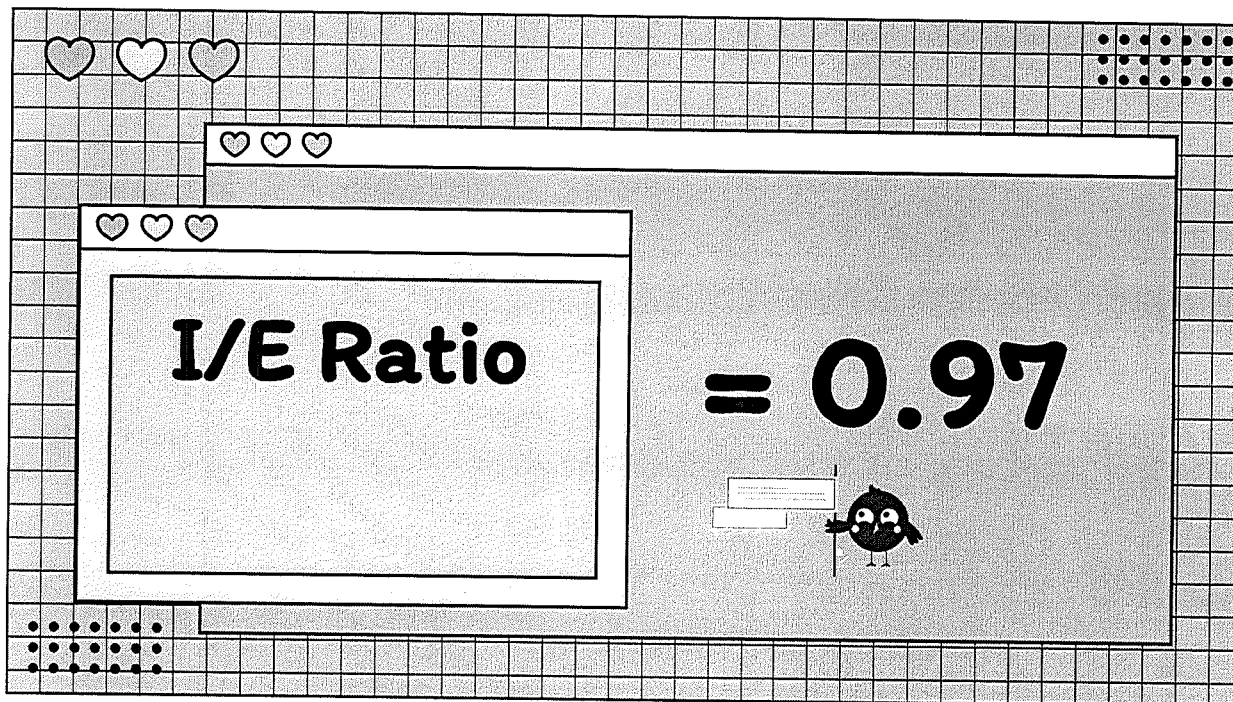 I/E Ratio
= 0.97